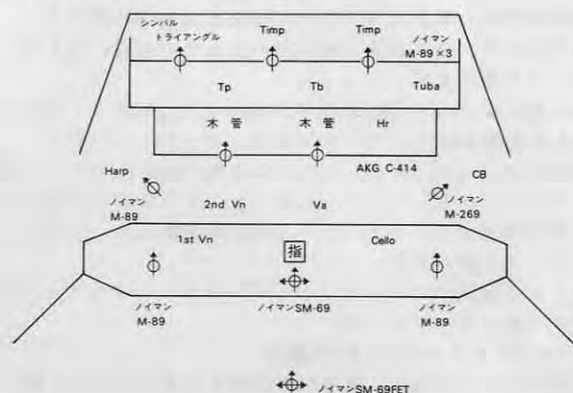 シンバル
トライアングル
Timp
Timp
ノイマン
M-89×3
Tp
Tb
Tuba
木 管
木 管
Hr
AKG C-414
Harp
ノイマン
M-89
2nd Vn
Va
CB
ノイマン
M-269
1st Vn
指
Cello
ノイマン
M-89
ノイマンSM-69
ノイマン
M-89
ノイマンSM-69FET